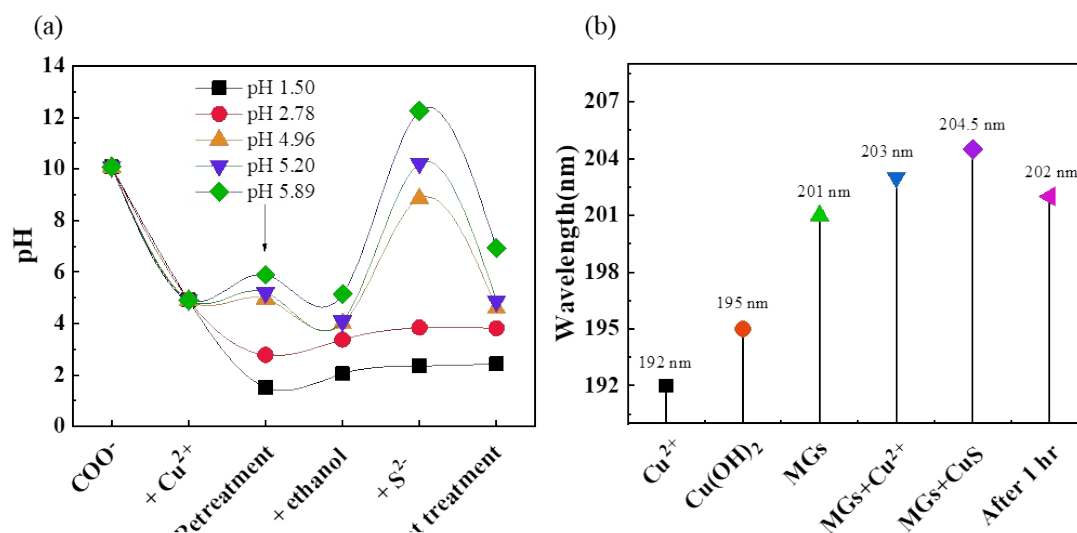 (a)
(b)
14
12
10
8
6
4
2
0
pH
pH 1.50
pH 2.78
pH 4.96
pH 5.20
pH 5.89
COO⁻
+ Cu²⁺
+ ethanol
+ S²⁻
treatment
207
204
201
198
195
192
Wavelength(nm)
192 nm
195 nm
201 nm
203 nm
204.5 nm
202 nm
Cu²⁺
Cu(OH)₂
MGs
MGs+Cu²⁺
MGs+CuS
After 1 hr